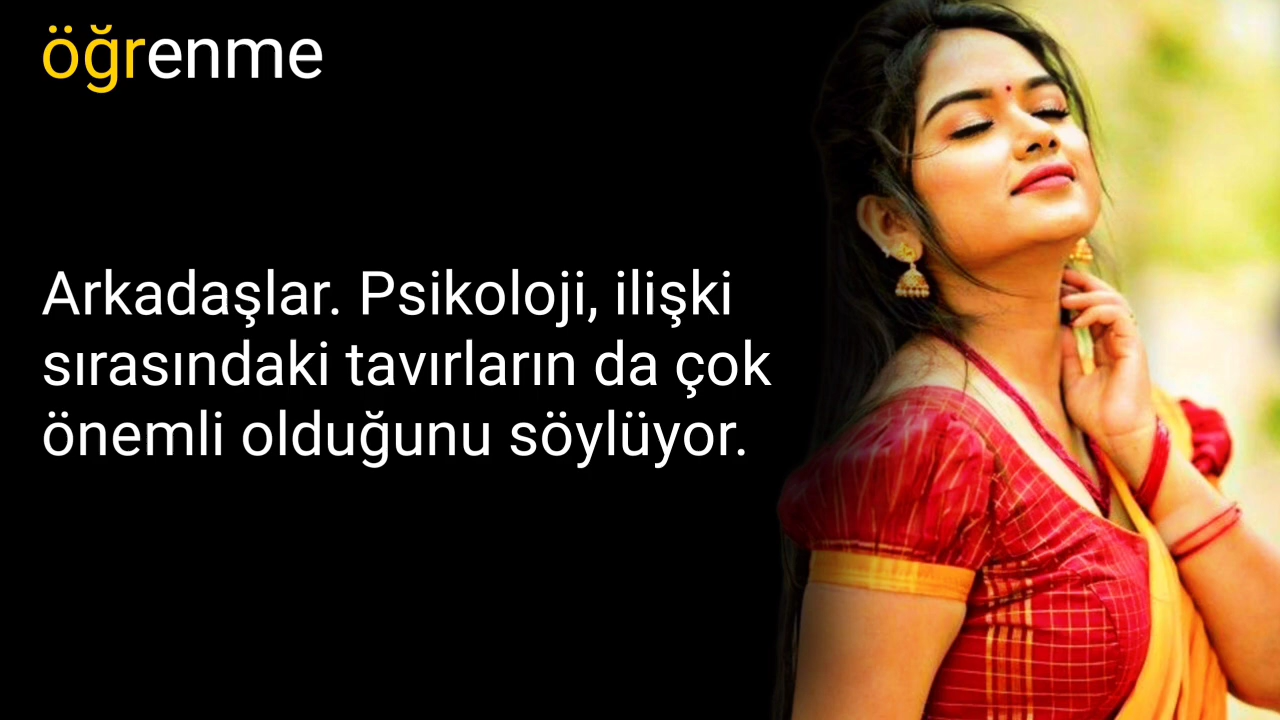 öğrenme
Arkadaşlar. Psikoloji, ilişki
sırasındaki tavırların da çok
önemli olduğunu söylüyor.